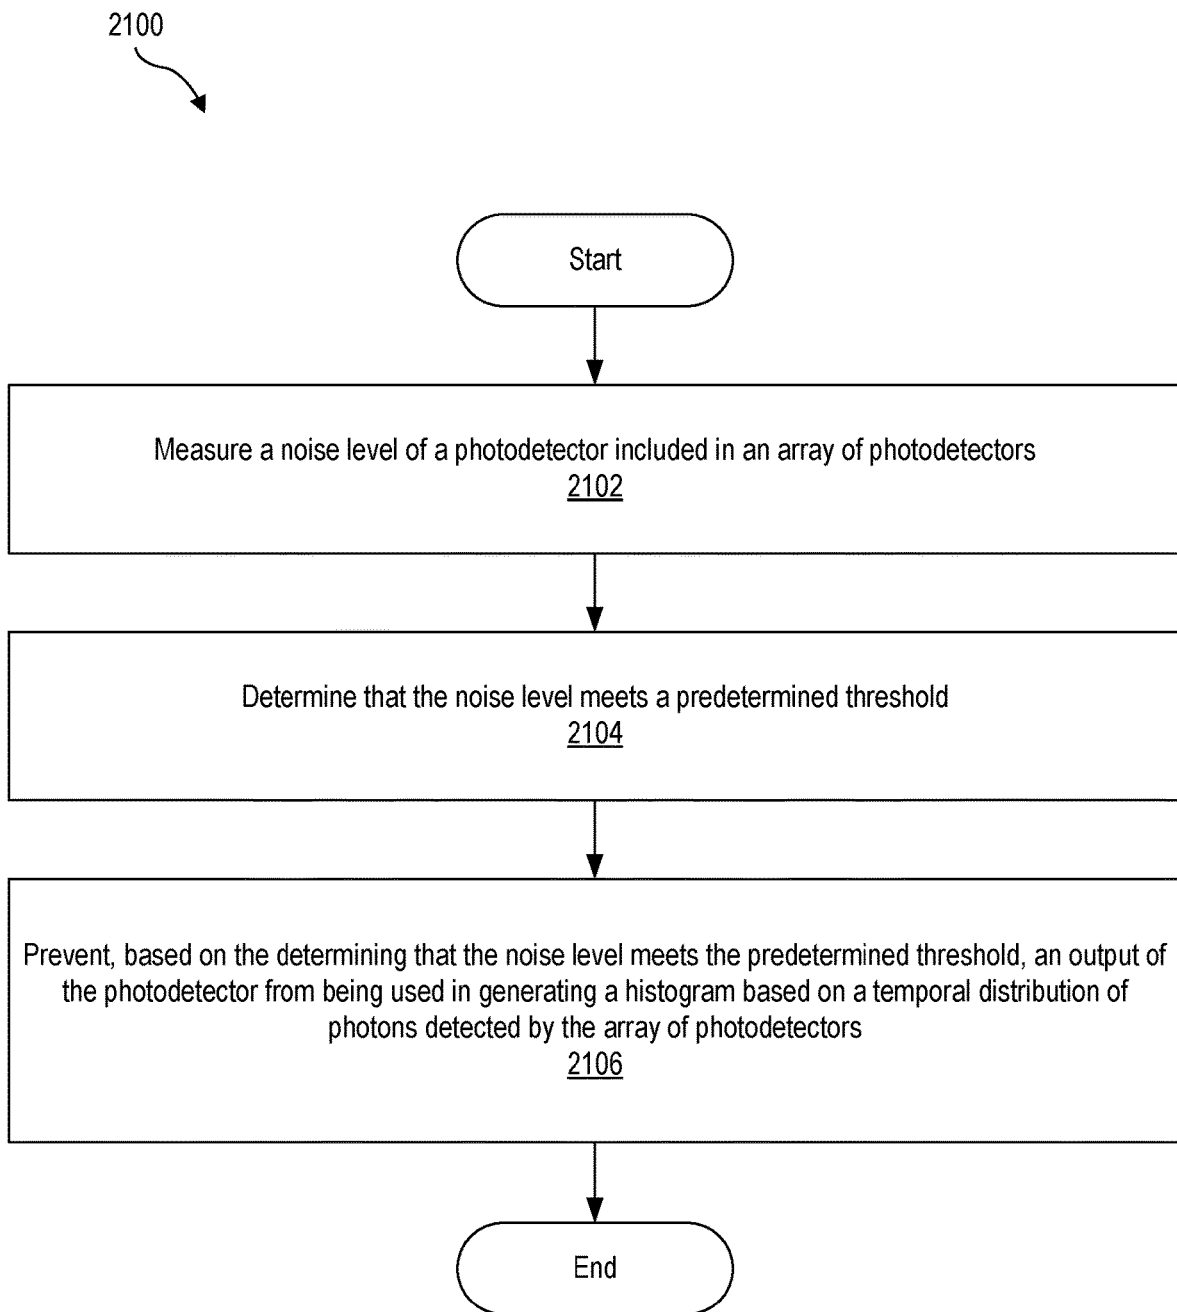 2100
Start
Measure a noise level of a photodetector included in an array of photodetectors
2102
Determine that the noise level meets a predetermined threshold
2104
Prevent, based on the determining that the noise level meets the predetermined threshold, an output of
the photodetector from being used in generating a histogram based on a temporal distribution of
photons detected by the array of photodetectors
2106
End